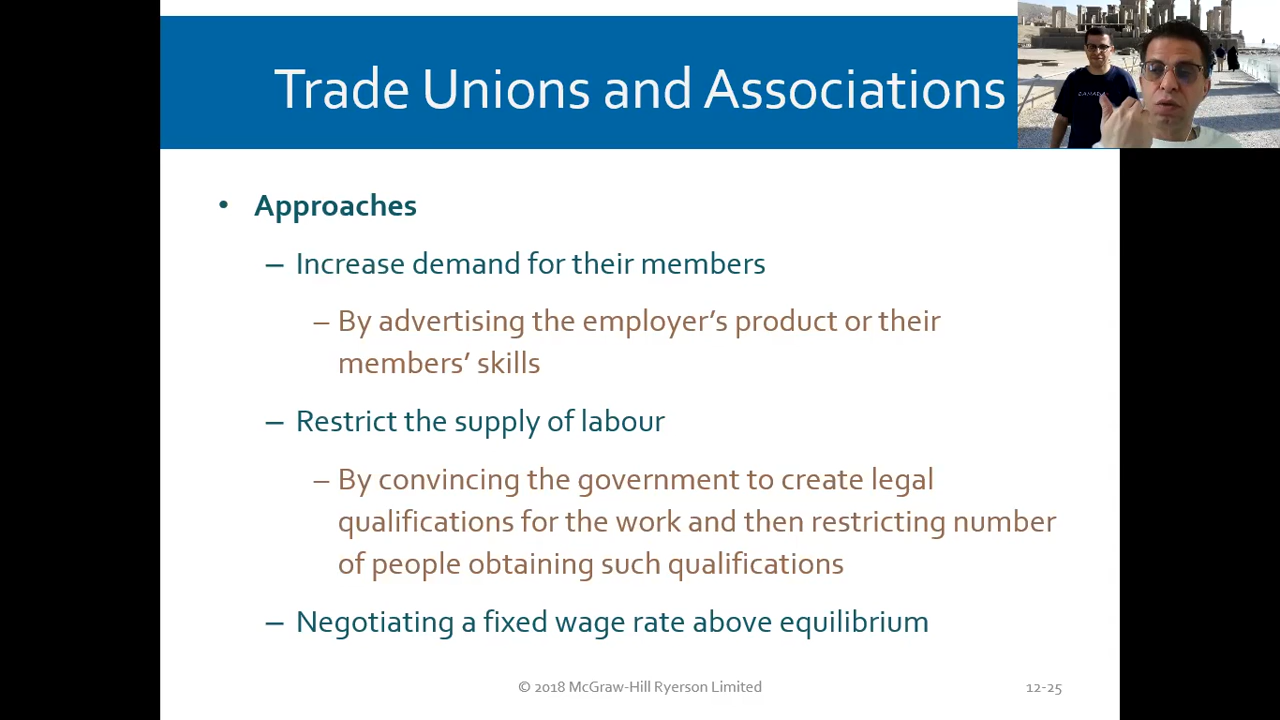 Trade Unions and Associations
CANADA
• Approaches
– Increase demand for their members
– By advertising the employer’s product or their
members’ skills
– Restrict the supply of labour
– By convincing the government to create legal
qualifications for the work and then restricting number
of people obtaining such qualifications
– Negotiating a fixed wage rate above equilibrium
© 2018 McGraw-Hill Ryerson Limited
12-25